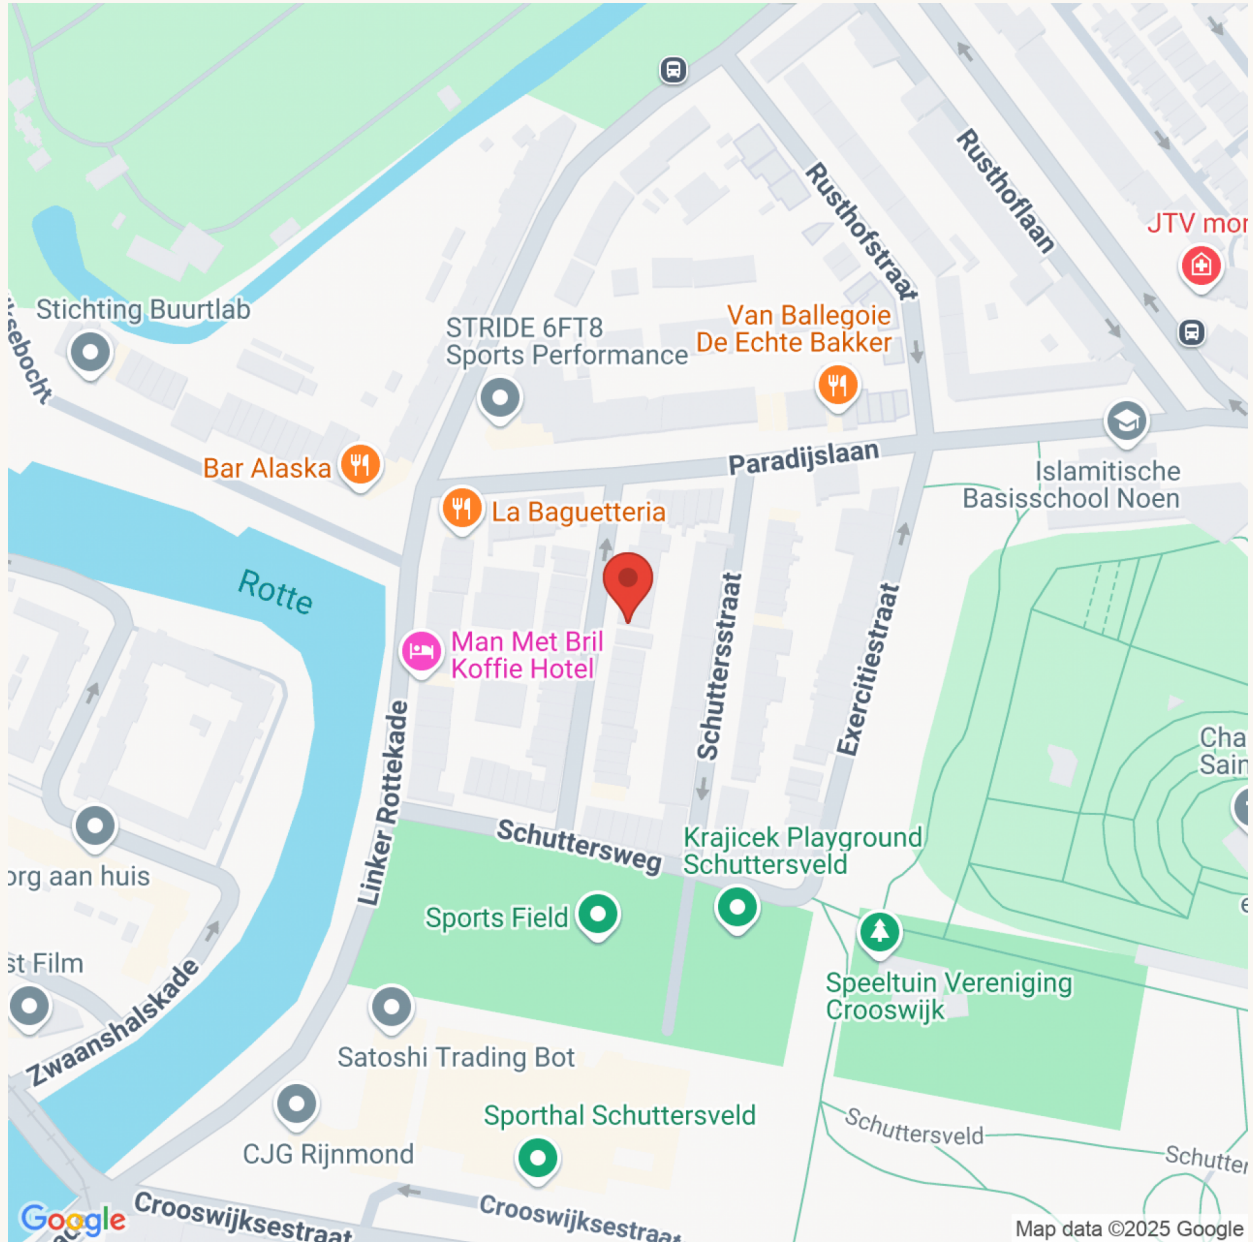 Rusthoflaan
Rusthofstraat
JTV mor
Stichting Buurtlab
STRIDE 6FT8
Sports Performance
Van Ballegoie
De Echte Bakker
ksebocht
Bar Alaska
Paradijslaan
La Baguetteria
Islamitische
Basisschool Noen
Rotte
Man Met Bril
Koffie Hotel
Schuttersstraat
Exercitiestraat
Linker Rottekade
Cha
Sain
Schuttersweg
Krajicek Playground
Schuttersveld
org aan huis
Sports Field
e
st Film
Speeltuin Vereniging
Crooswijk
Zwaanshalskade
Satoshi Trading Bot
Sporthal Schuttersveld
Schuttersveld
CJG Rijnmond
Schutter
Crooswijksestraat
Crooswijksestraat
Google
Map data ©2025 Google